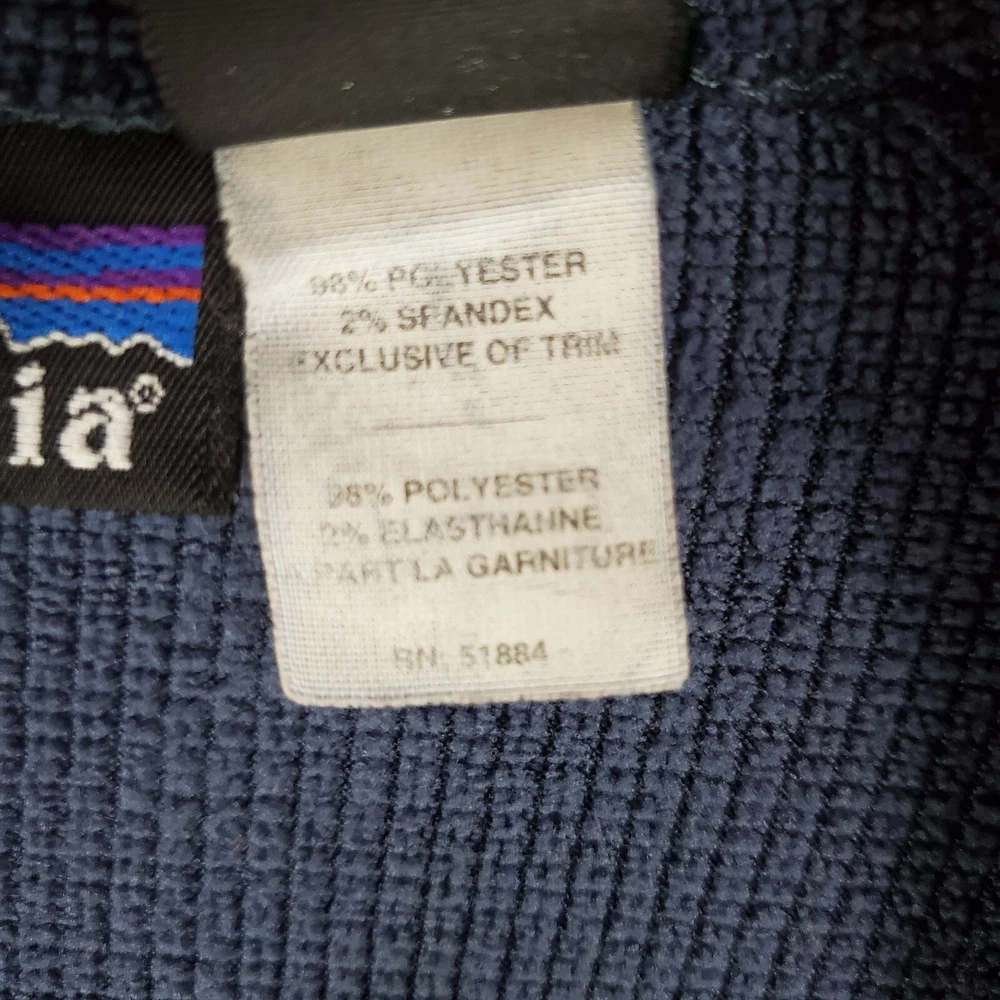 ia®
98% POLYESTER
2% SPANDEX
EXCLUSIVE OF TRIM
98% POLYESTER
2% ELASTHANNE
PART LA GARNITURE
RN 51884